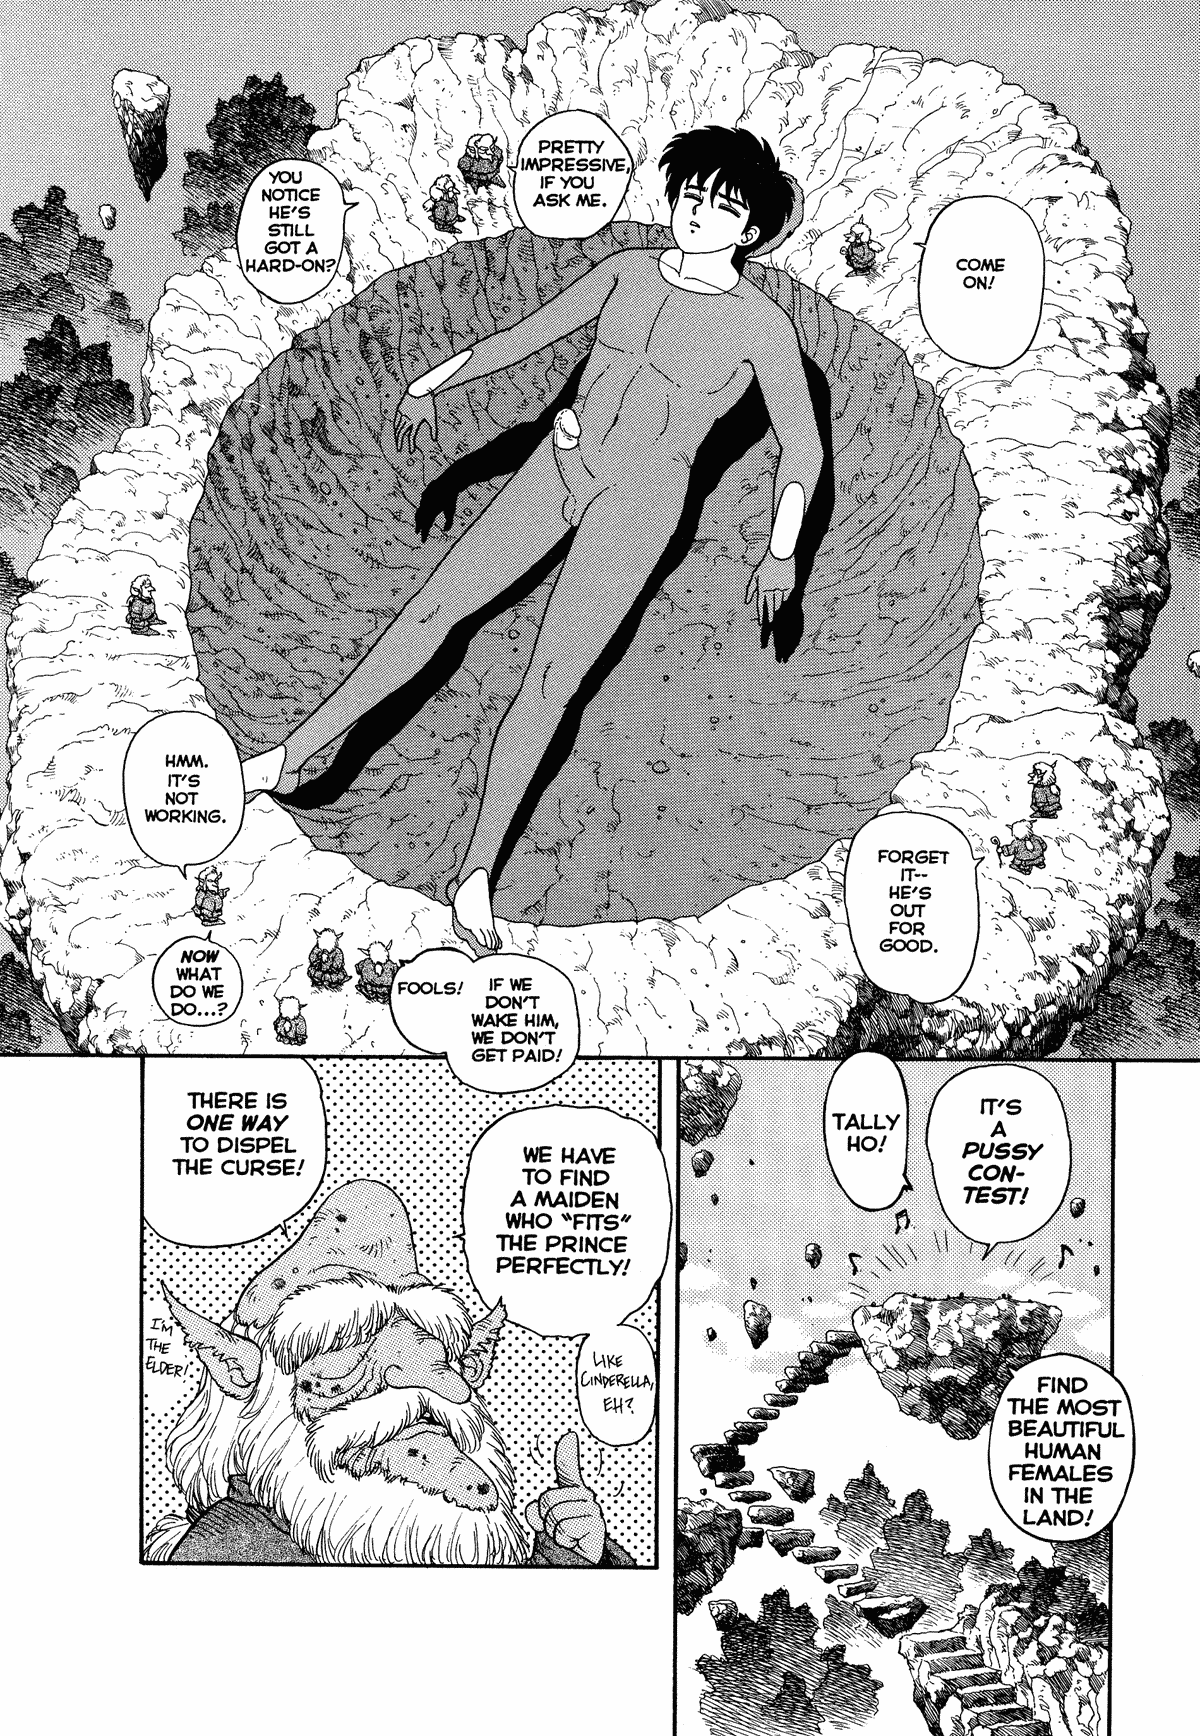 YOU
NOTICE
HE'S
STILL
GOT A
HARD-ON?
PRETTY
IMPRESSIVE,
IF YOU
ASK ME.
COME
ON!
HMM.
IT'S
NOT
WORKING.
NOW
WHAT
DO WE
DO...?
FOOLS!
IF WE
DON'T
WAKE HIM,
WE DON'T
GET PAID!
FORGET
IT--
HE'S
OUT
FOR
GOOD.
THERE IS
ONE WAY
TO DISPEL
THE CURSE!
WE HAVE
TO FIND
A MAIDEN
WHO "FITS"
THE PRINCE
PERFECTLY!
I'M
THE
ELDER!
LIKE
CINDERELLA,
EH?
TALLY
HO!
IT'S
A
PUSSY
CON-
TEST!
FIND
THE MOST
BEAUTIFUL
HUMAN
FEMALES
IN THE
LAND!